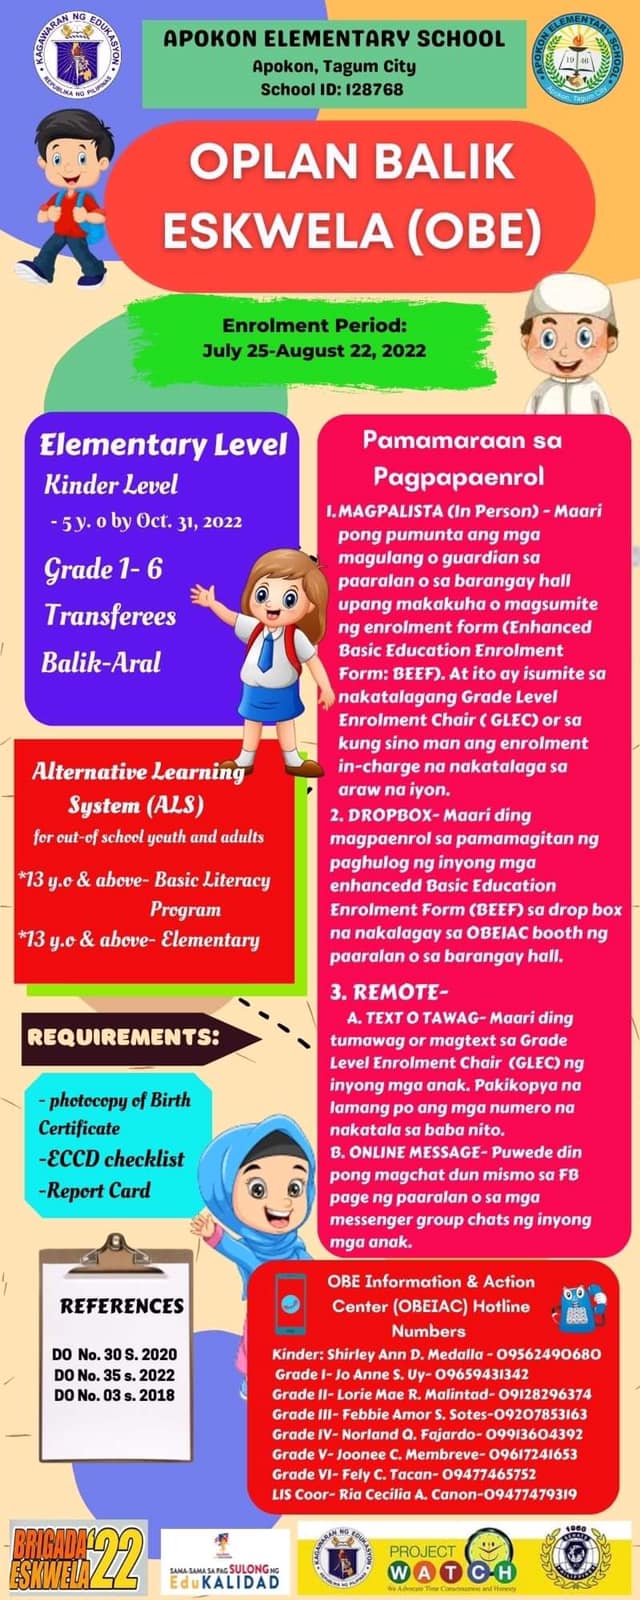 KAGAWARAN NG EDUKASYON
REPUBLIKA NG PILIPINAS
APOKON ELEMENTARY SCHOOL
Apokon, Tagum City
School ID: 128768
APOKON ELEMENTARY SCHOOL
1946
Apokon, Tagum City
OPLAN BALIK
ESKWELA (OBE)
Enrolment Period:
July 25-August 22, 2022
Elementary Level
Kinder Level
- 5 y. o by Oct. 31, 2022
Grade 1- 6
Transferees
Balik-Aral
Alternative Learning
System (ALS)
for out-of school youth and adults
*13 y.o & above- Basic Literacy
Program
*13 y.o & above- Elementary
REQUIREMENTS:
- photocopy of Birth
Certificate
-ECCD checklist
-Report Card
REFERENCES
DO No. 30 S. 2020
DO No. 35 s. 2022
DO No. 03 s. 2018
Pamamaraan sa
Pagpapaenrol
1.MAGPALISTA (In Person) - Maari
pong pumunta ang mga
magulang o guardian sa
paaralan o sa barangay hall
upang makakuha o magsumite
ng enrolment form (Enhanced
Basic Education Enrolment
Form: BEEF). At ito ay isumite sa
nakatalagang Grade Level
Enrolment Chair ( GLEC) or sa
kung sino man ang enrolment
in-charge na nakatalaga sa
araw na iyon.
2. DROPBOX- Maari ding
magpaenrol sa pamamagitan ng
paghulog ng inyong mga
enhancedd Basic Education
Enrolment Form (BEEF) sa drop box
na nakalagay sa OBEIAC booth ng
paaralan o sa barangay hall.
3. REMOTE-
A. TEXT O TAWAG- Maari ding
tumawag or magtext sa Grade
Level Enrolment Chair (GLEC) ng
inyong mga anak. Pakikopya na
lamang po ang mga numero na
nakatala sa baba nito.
B. ONLINE MESSAGE- Puwede din
pong magchat dun mismo sa FB
page ng paaralan o sa mga
messenger group chats ng inyong
mga anak.
OBE Information & Action
Center (OBEIAC) Hotline
Numbers
Kinder: Shirley Ann D. Medalla - 09562490680
Grade I- Jo Anne S. Uy- 09659431342
Grade II- Lorie Mae R. Malintad- 09128296374
Grade III- Febbie Amor S. Sotes-09207853163
Grade IV- Norland Q. Fajardo- 09913604392
Grade V- Joonee C. Membreve- 09617241653
Grade VI- Fely C. Tacan- 09477465752
LIS Coor- Ria Cecilia A. Canon-09477479319
BRIGADA '22
ESKWELA
SAMA-SAMA SA PAG SULONG NG
EduKALIDAD
KAGAWARAN NG EDUKASYON
REPUBLIKA NG PILIPINAS
PROJECT
WATCH
We Advocate Time Consciousness and Honesty
1960